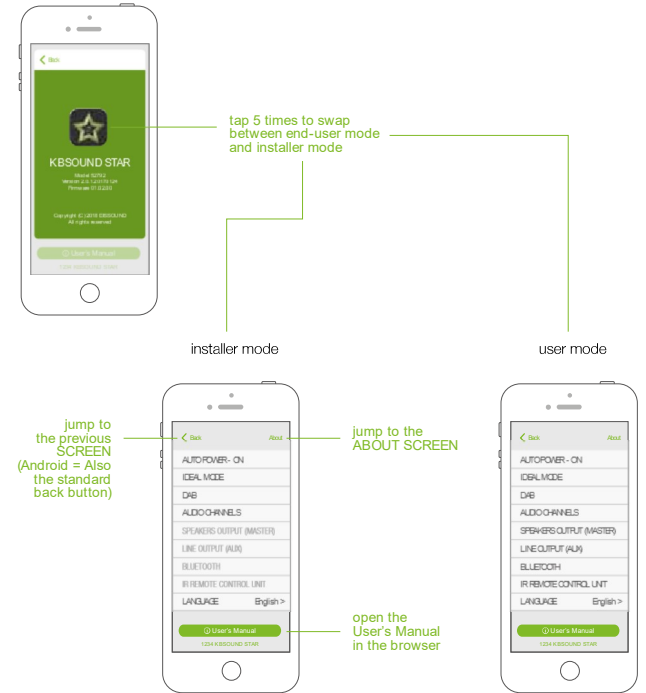 Back
tap 5 times to swap
between end-user mode
and installer mode
KBSOUND STAR
Model 52792
Copyright (C) 2015 EISSOUND
All rights reserved
User's Manual
1234 KBSOUND STAR
installer mode
user mode
jump to
the previous
SCREEN
(Android = Also
the standard
back button)
Back
About
jump to the
ABOUT SCREEN
AUTO POWER - ON
IDEAL MODE
DAB
AUDIO CHANNELS
SPEAKERS OUTPUT (MASTER)
LINE OUTPUT (AUX)
BLUETOOTH
IR REMOTE CONTROL UNIT
LANGUAGE English >
User's Manual
1234 KBSOUND STAR
open the
User's Manual
in the browser
Back
About
AUTO POWER - ON
IDEAL MODE
DAB
AUDIO CHANNELS
SPEAKERS OUTPUT (MASTER)
LINE OUTPUT (AUX)
BLUETOOTH
IR REMOTE CONTROL UNIT
LANGUAGE English >
User's Manual
1234 KBSOUND STAR